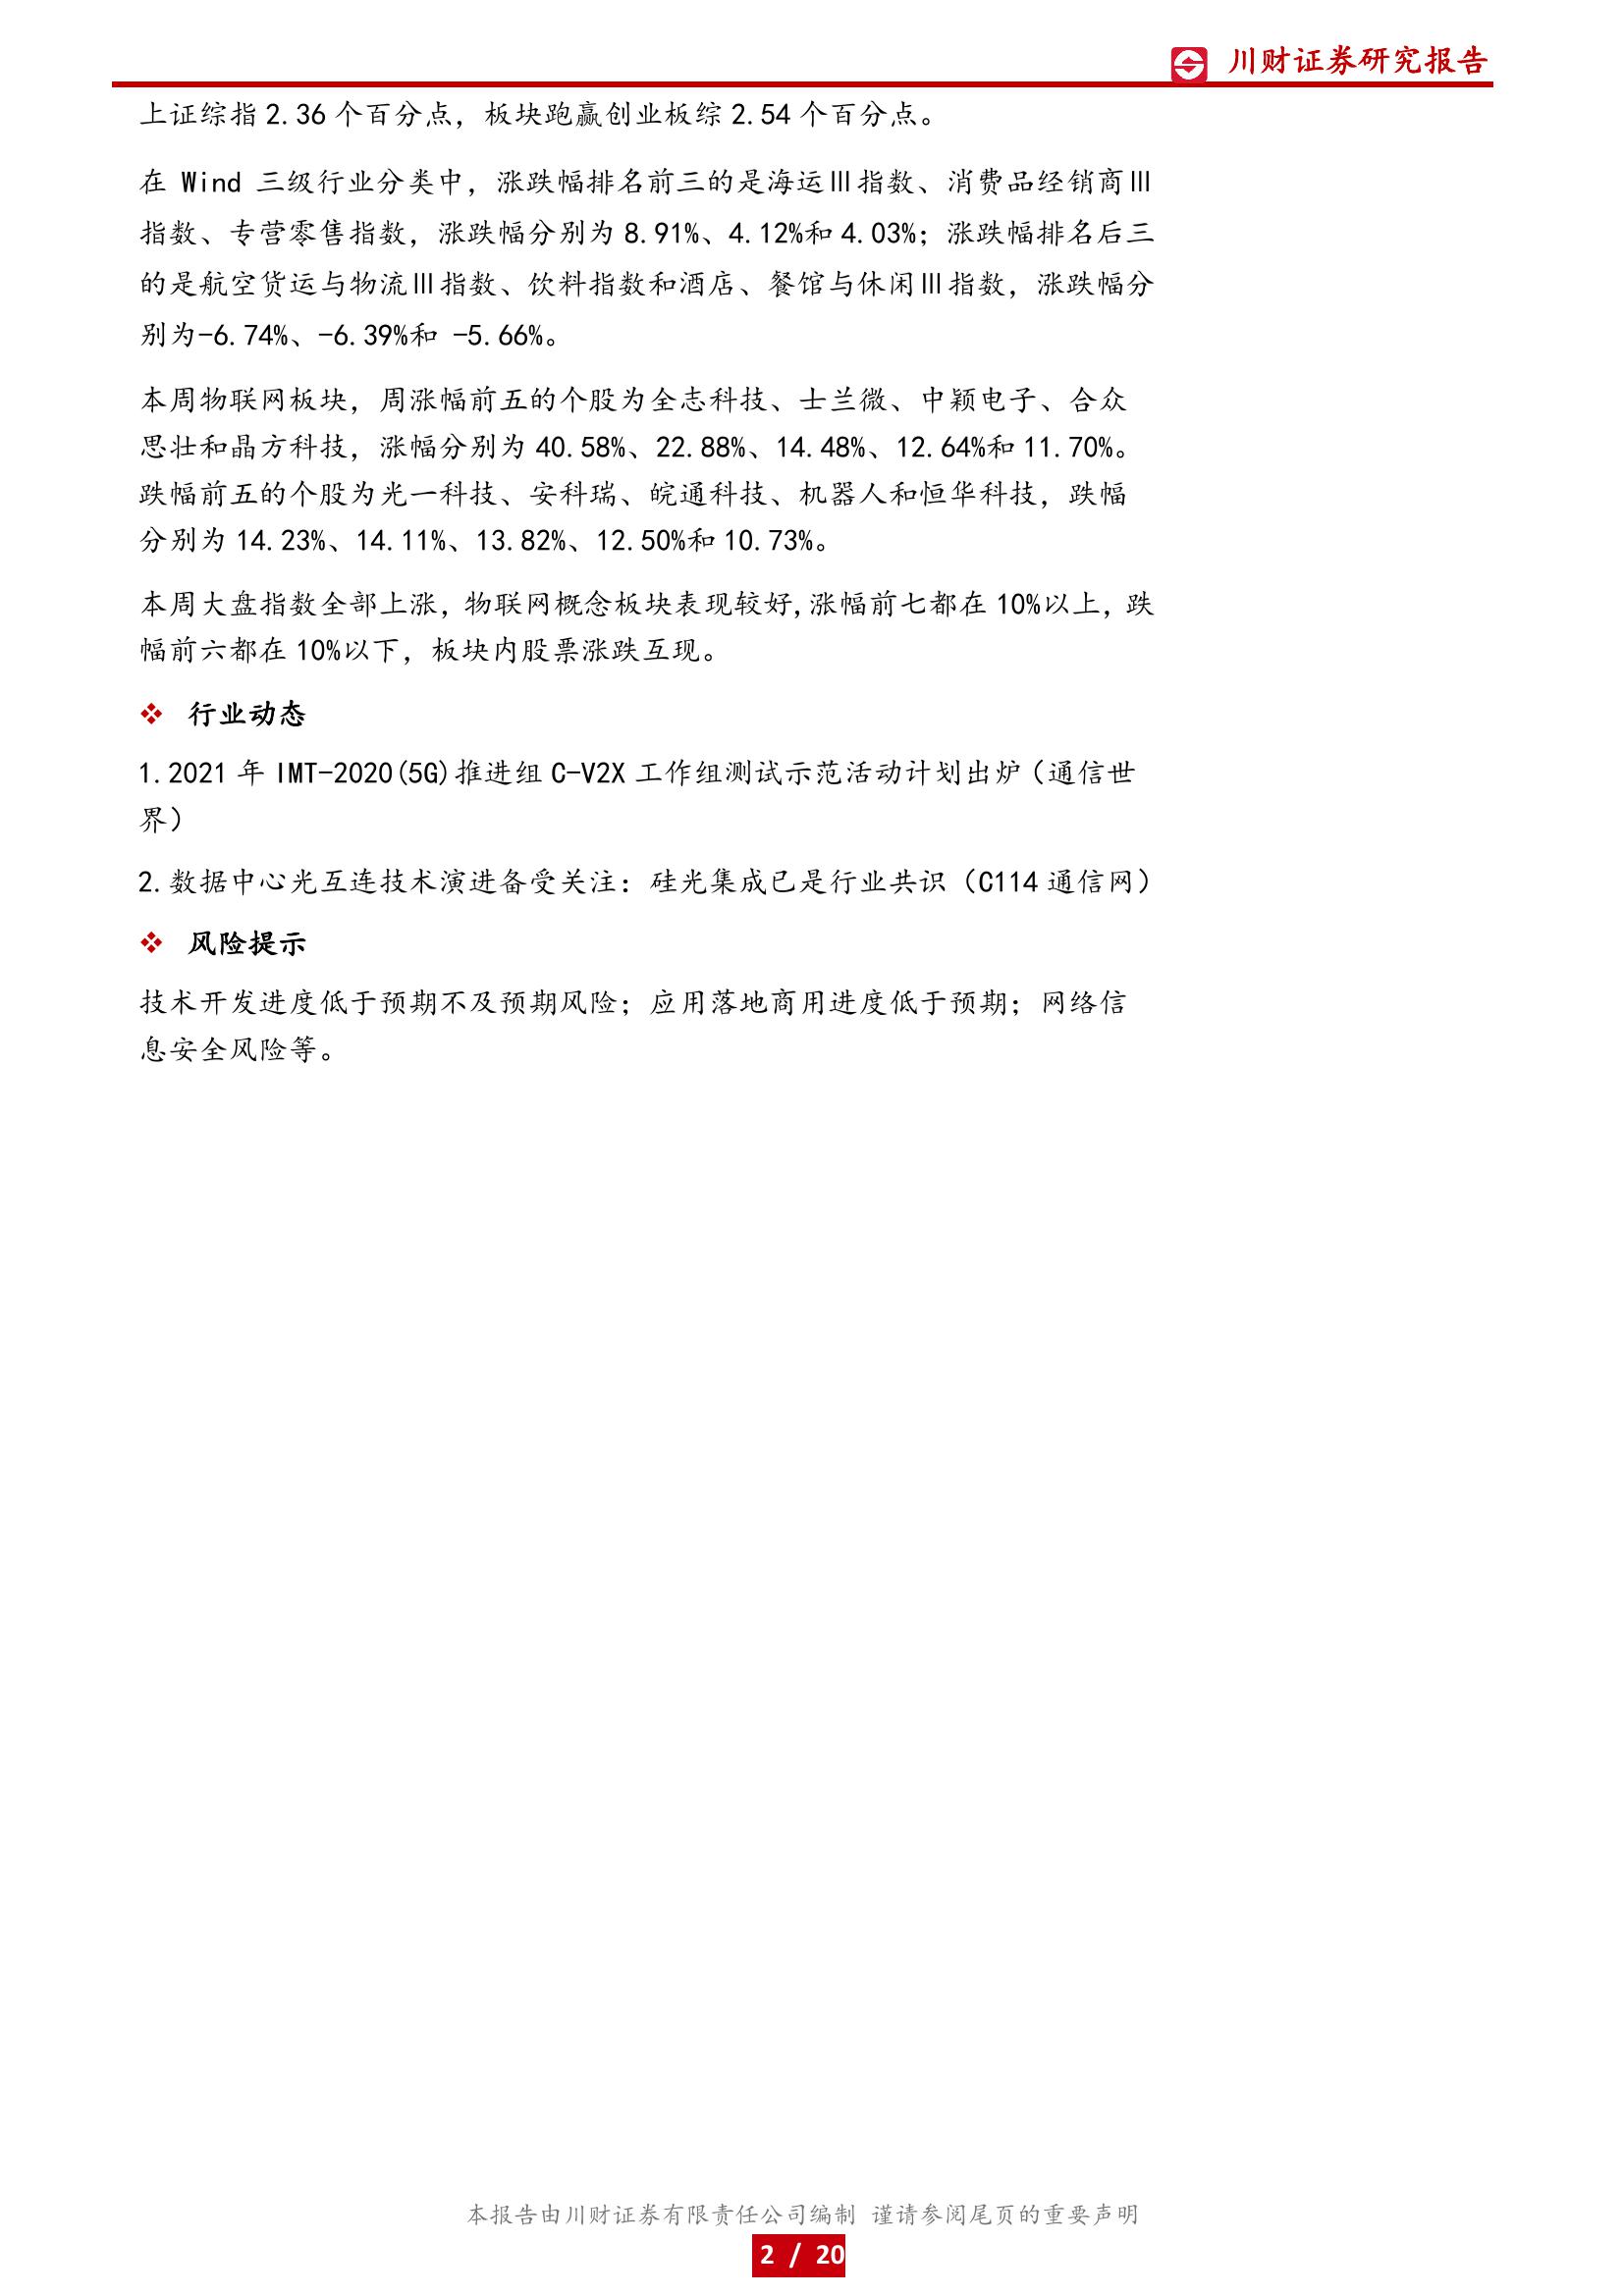 川财证券研究报告
上证综指 2.36 个百分点，板块跑赢创业板综 2.54 个百分点。
在 Wind 三级行业分类中，涨跌幅排名前三的是海运Ⅲ指数、消费品经销商Ⅲ
指数、专营零售指数，涨跌幅分别为 8.91%、4.12%和 4.03%；涨跌幅排名后三
的是航空货运与物流Ⅲ指数、饮料指数和酒店、餐馆与休闲Ⅲ指数，涨跌幅分
别为-6.74%、-6.39%和 -5.66%。
本周物联网板块，周涨幅前五的个股为全志科技、士兰微、中颖电子、合众
思壮和晶方科技，涨幅分别为 40.58%、22.88%、14.48%、12.64%和 11.70%。
跌幅前五的个股为光一科技、安科瑞、皖通科技、机器人和恒华科技，跌幅
分别为 14.23%、14.11%、13.82%、12.50%和 10.73%。
本周大盘指数全部上涨，物联网概念板块表现较好,涨幅前七都在 10%以上，跌
幅前六都在 10%以下，板块内股票涨跌互现。
❖ 行业动态
1.2021 年 IMT-2020(5G)推进组 C-V2X 工作组测试示范活动计划出炉（通信世
界）
2.数据中心光互连技术演进备受关注：硅光集成已是行业共识（C114 通信网）
❖ 风险提示
技术开发进度低于预期不及预期风险；应用落地商用进度低于预期；网络信
息安全风险等。
本报告由川财证券有限责任公司编制 谨请参阅尾页的重要声明
2 / 20